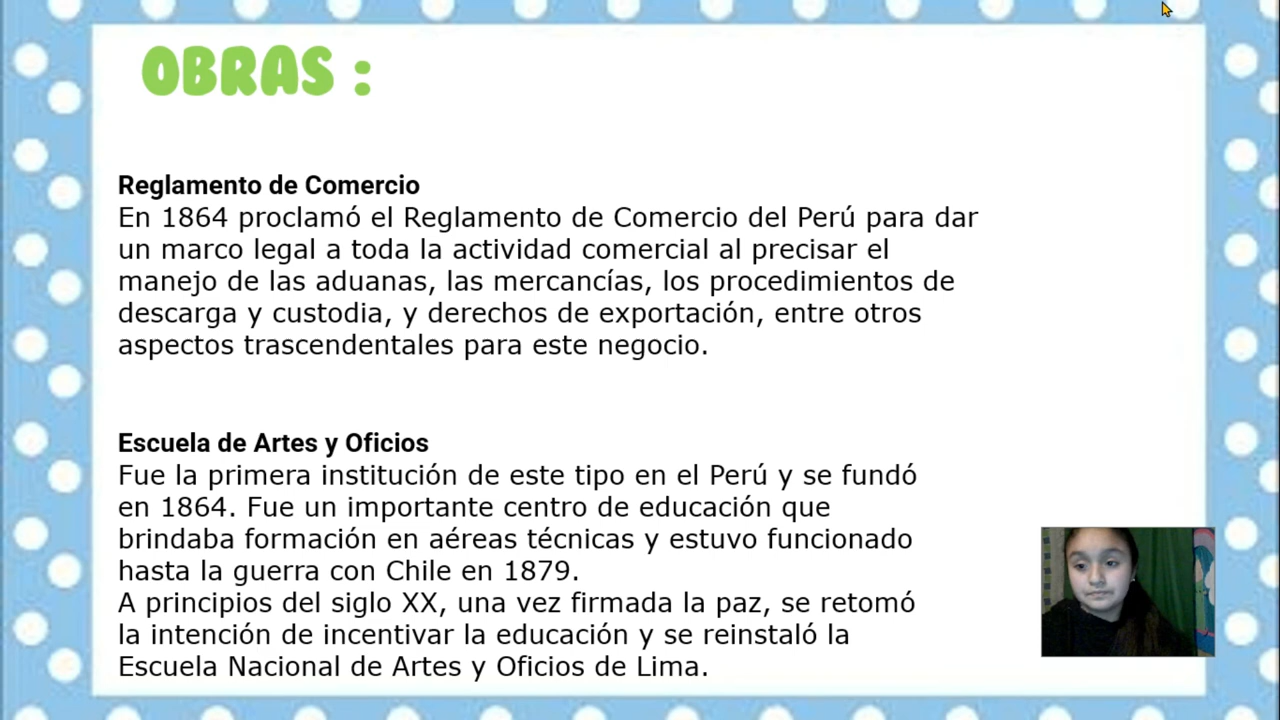 OBRAS :
Reglamento de Comercio
En 1864 proclamó el Reglamento de Comercio del Perú para dar
un marco legal a toda la actividad comercial al precisar el
manejo de las aduanas, las mercancías, los procedimientos de
descarga y custodia, y derechos de exportación, entre otros
aspectos trascendentales para este negocio.
Escuela de Artes y Oficios
Fue la primera institución de este tipo en el Perú y se fundó
en 1864. Fue un importante centro de educación que
brindaba formación en aéreas técnicas y estuvo funcionado
hasta la guerra con Chile en 1879.
A principios del siglo XX, una vez firmada la paz, se retomó
la intención de incentivar la educación y se reinstaló la
Escuela Nacional de Artes y Oficios de Lima.